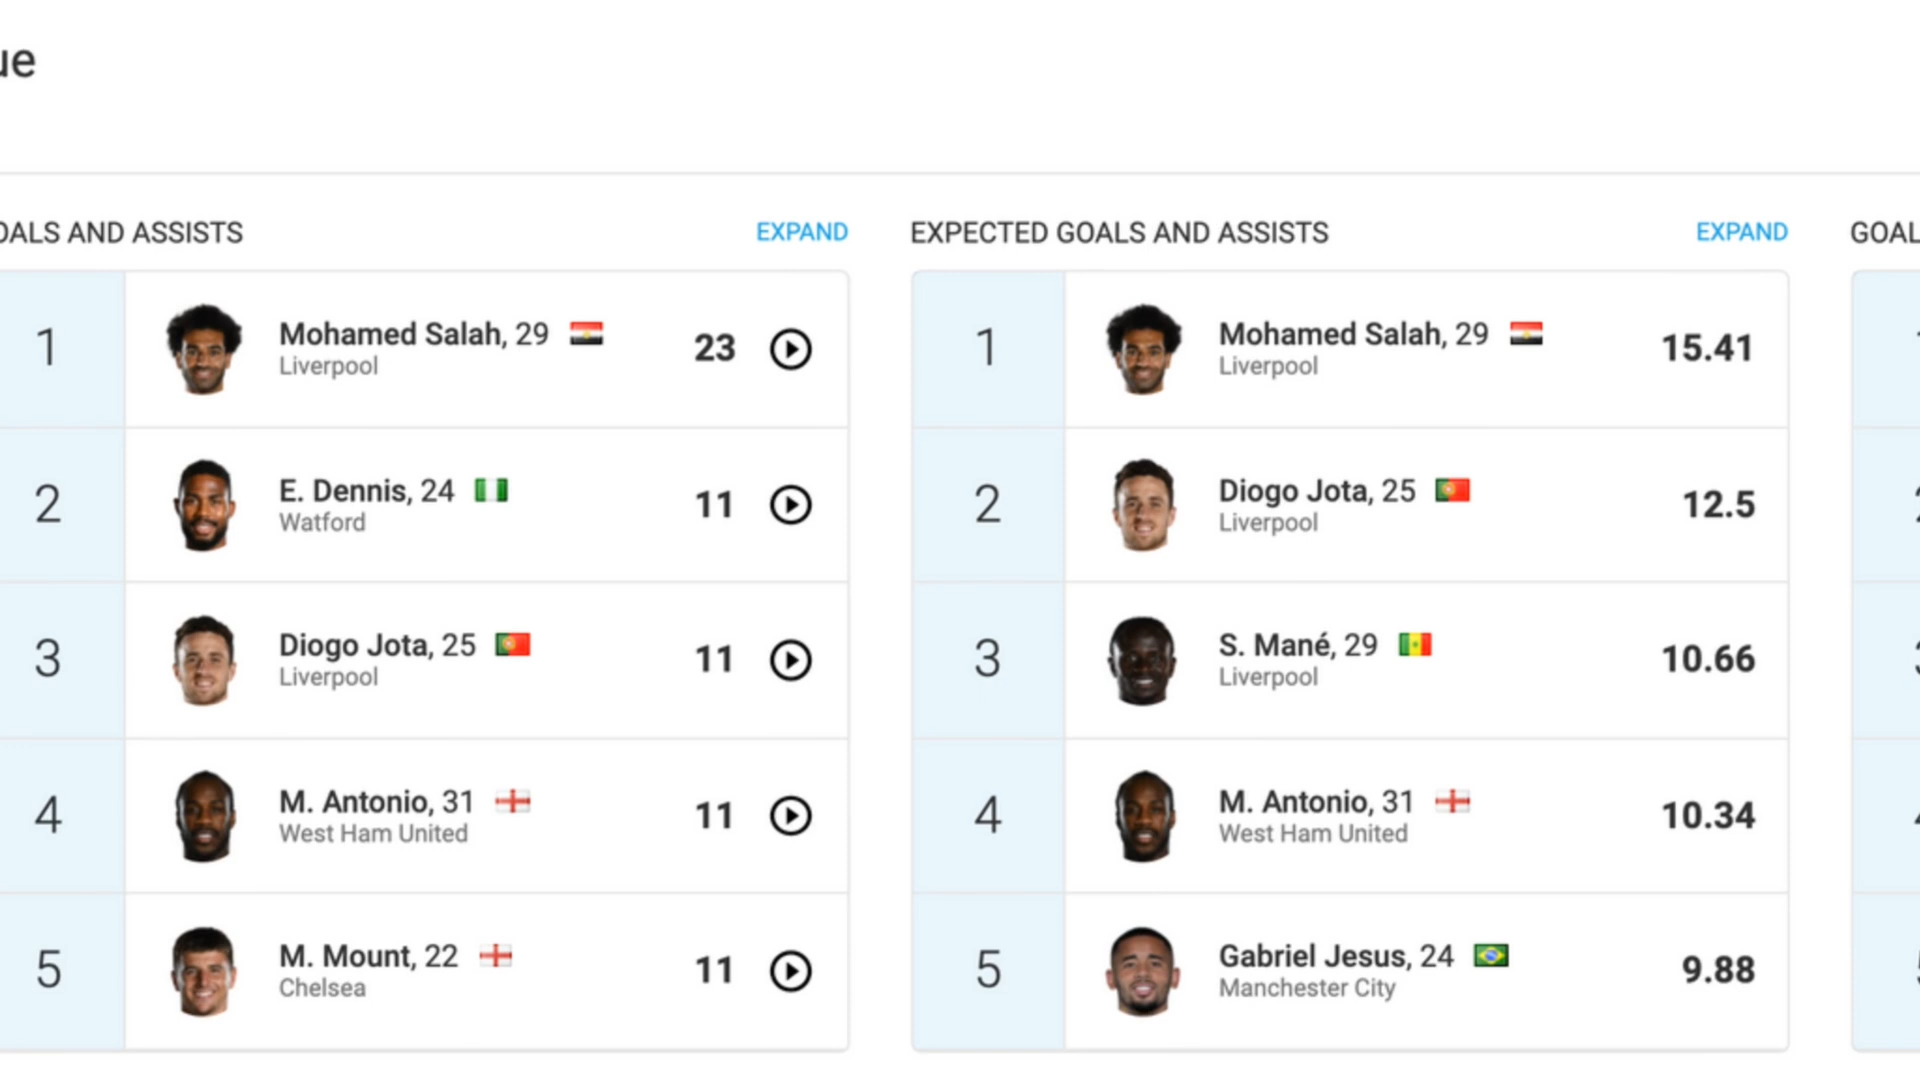 ue
OALS AND ASSISTS EXPAND
1 Mohamed Salah, 29 23
Liverpool
2 E. Dennis, 24 11
Watford
3 Diogo Jota, 25 11
Liverpool
4 M. Antonio, 31 11
West Ham United
5 M. Mount, 22 11
Chelsea
EXPECTED GOALS AND ASSISTS EXPAND
1 Mohamed Salah, 29 15.41
Liverpool
2 Diogo Jota, 25 12.5
Liverpool
3 S. Mané, 29 10.66
Liverpool
4 M. Antonio, 31 10.34
West Ham United
5 Gabriel Jesus, 24 9.88
Manchester City
GOAL